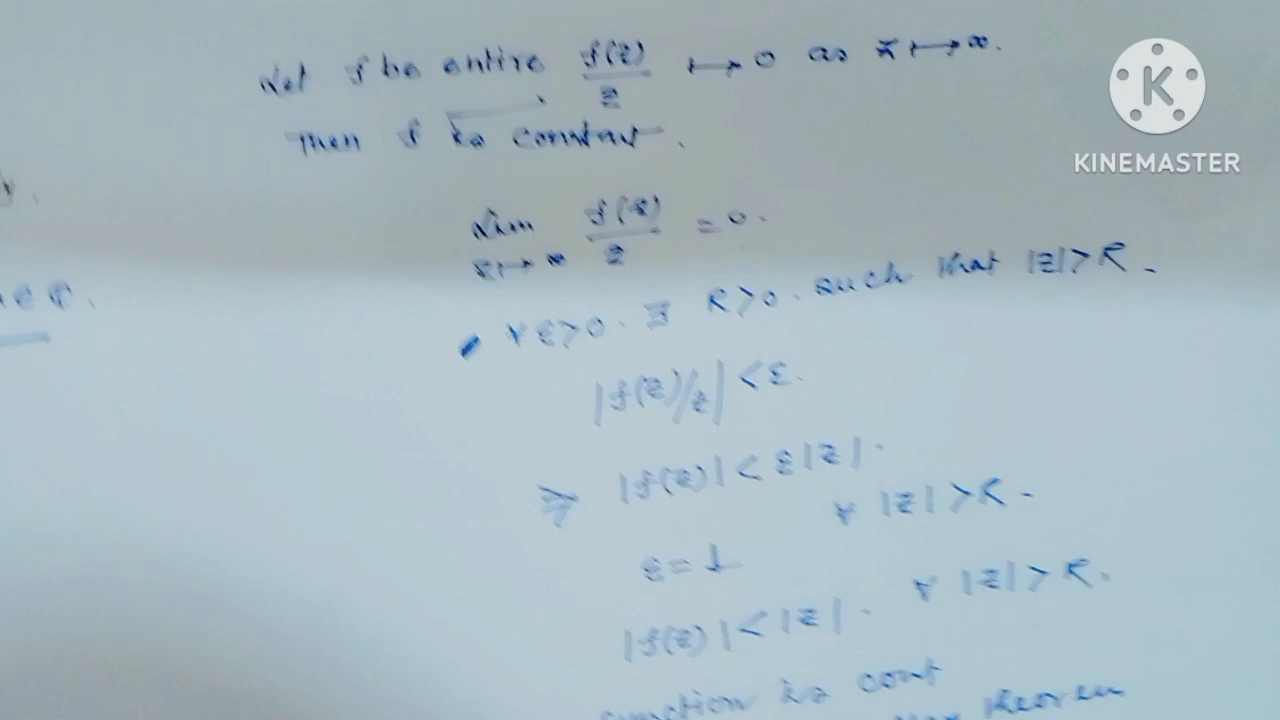 Let f be entire f(z)/z ↦ 0 as z ↦ ∞.
Then f is constant.
K
KINEMASTER
Lim z↦∞ f(z)/z = 0.
∀ ε>0. ∃ R>0. such that |z|>R.
|f(z)/z| < ε.
⇒ |f(z)| < ε|z|.
∀ |z| > R.
ε = 1
|f(z)| < |z|. ∀ |z| > R.
function is cont
theorem